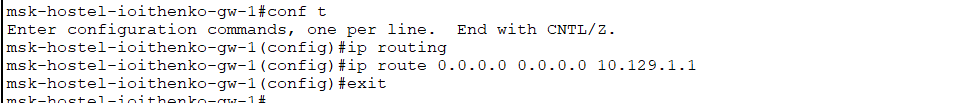 msk-hostel-ioithenko-gw-1#conf t
Enter configuration commands, one per line.  End with CNTL/Z.
msk-hostel-ioithenko-gw-1(config)#ip routing
msk-hostel-ioithenko-gw-1(config)#ip route 0.0.0.0 0.0.0.0 10.129.1.1
msk-hostel-ioithenko-gw-1(config)#exit
msk-hostel-ioithenko-gw-1#